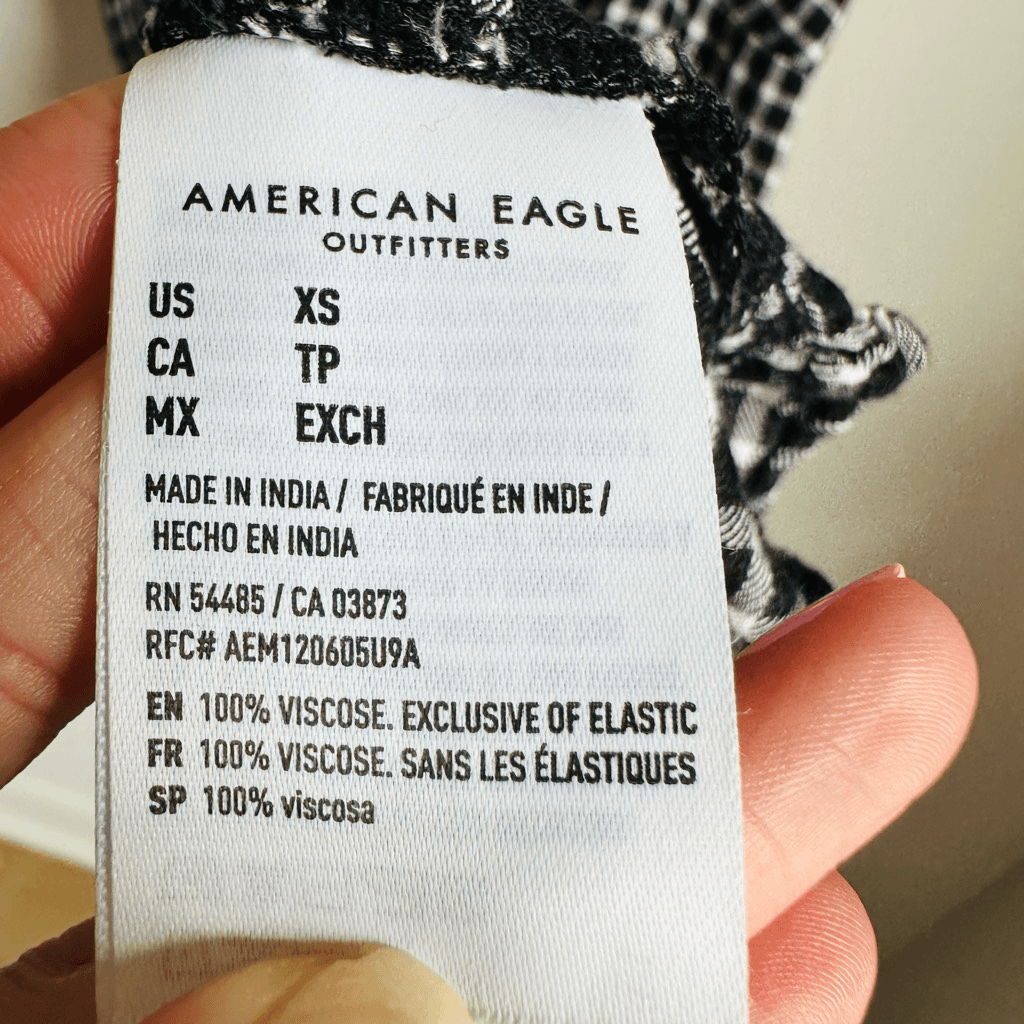 AMERICAN EAGLE
OUTFITTERS
US XS
CA TP
MX EXCH
MADE IN INDIA / FABRIQUÉ EN INDE /
HECHO EN INDIA
RN 54485 / CA 03873
RFC# AEM120605U9A
EN 100% VISCOSE. EXCLUSIVE OF ELASTIC
FR 100% VISCOSE. SANS LES ÉLASTIQUES
SP 100% viscosa